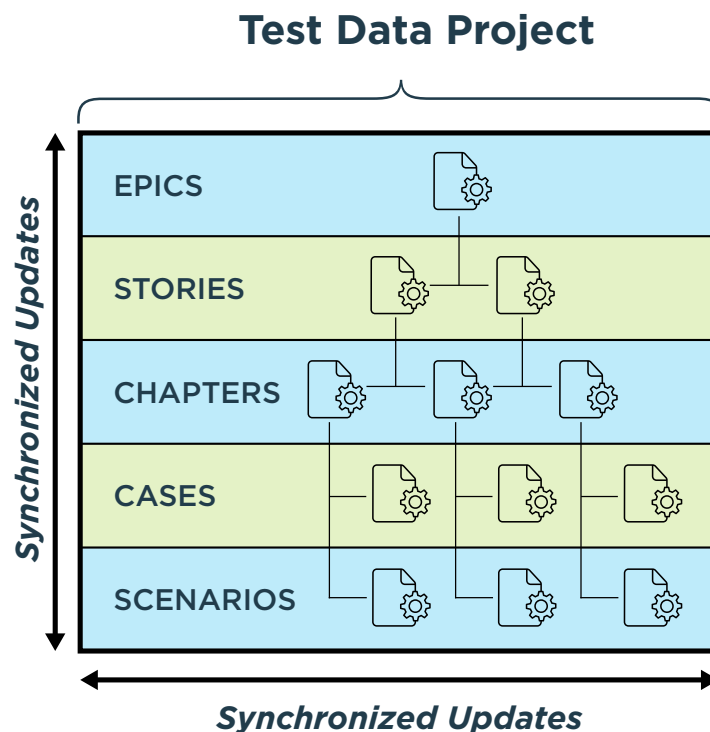 Test Data Project
EPICS
STORIES
CHAPTERS
CASES
SCENARIOS
Synchronized Updates
Synchronized Updates